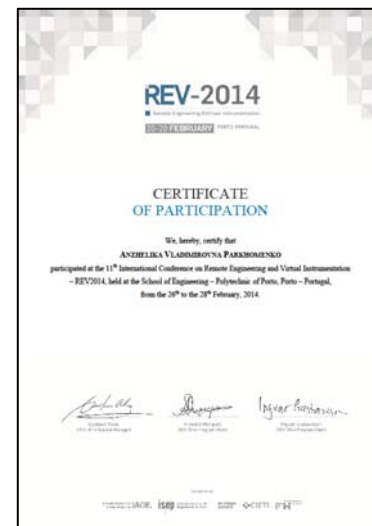 REV-2014
Remote Engineering & Virtual Instrumentation
26-28 FEBRUARY PORTO, PORTUGAL
CERTIFICATE
OF PARTICIPATION
We, hereby, certify that
ANZHELIKA VLADIMIROVNA PARKHOMENKO
participated at the 11th International Conference on Remote Engineering and Virtual Instrumentation
– REV2014, held at the School of Engineering – Polytechnic of Porto, Porto – Portugal,
from the 26th to the 28th February, 2014.
Ingvar Gustavsson
IAOE, isep CIETI